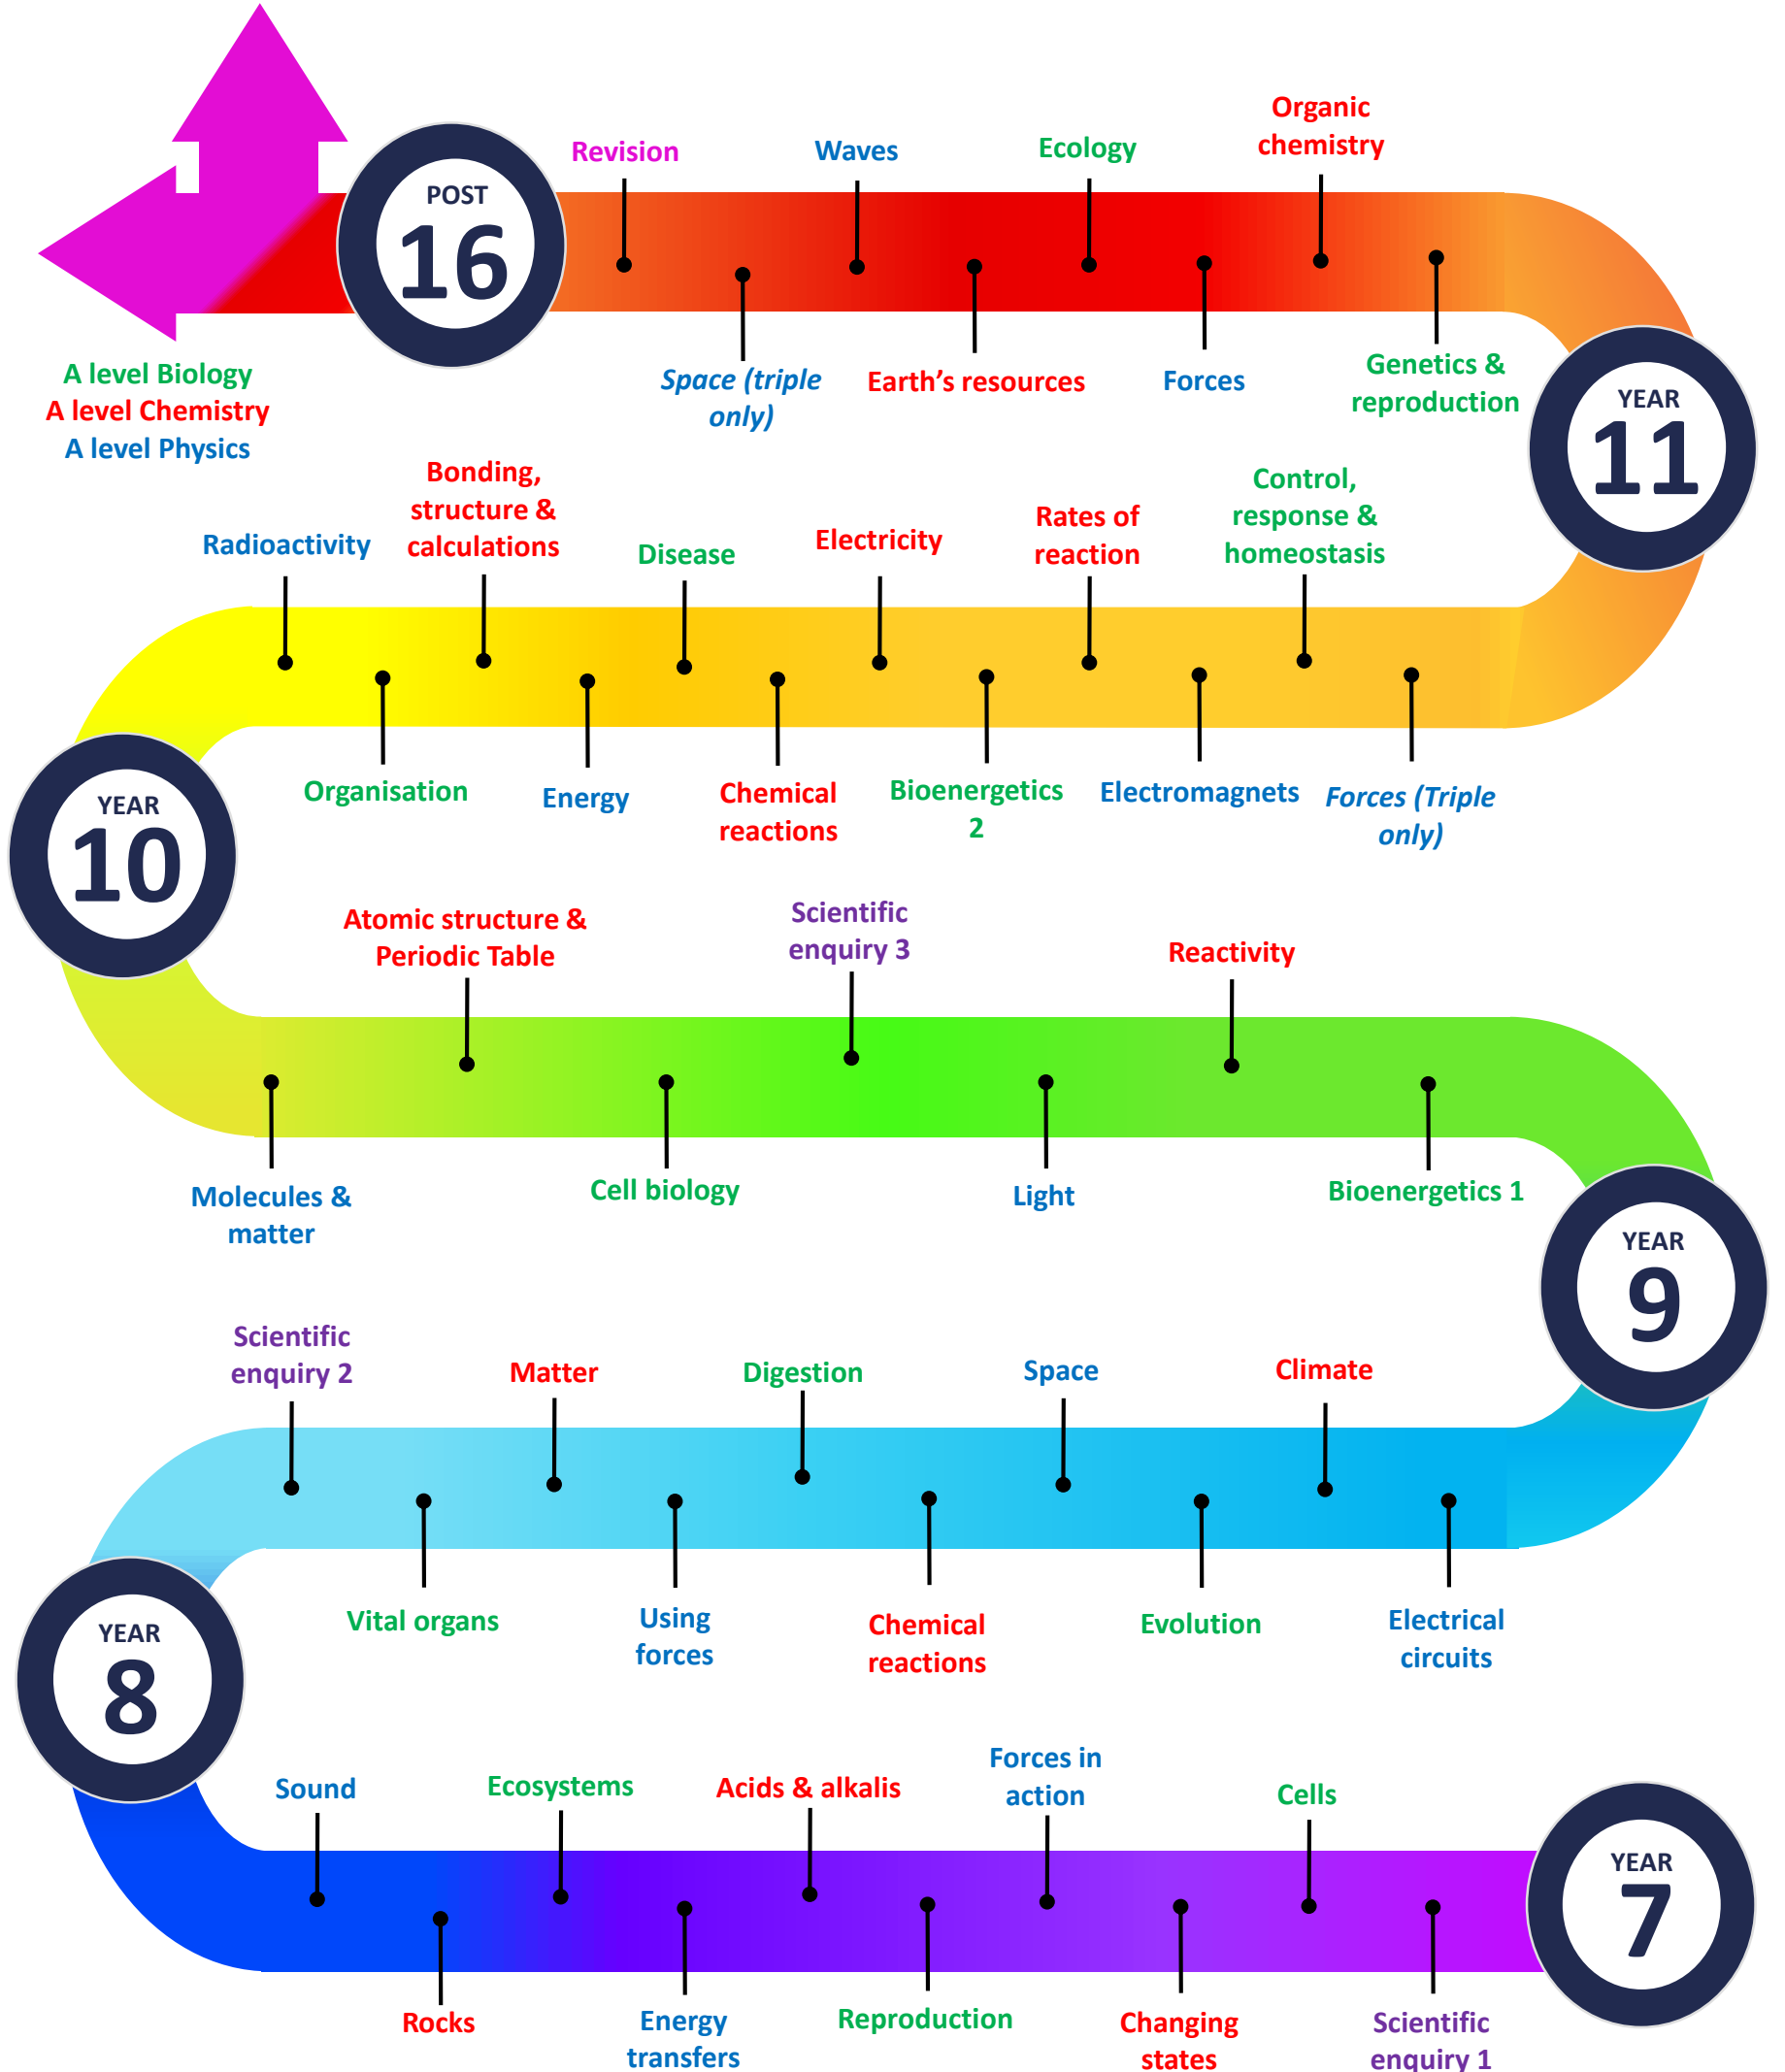 POST
16
Revision
Waves
Ecology
Organic
chemistry
Space (triple
only)
Earth's resources
Forces
Genetics &
reproduction
A level Biology
A level Chemistry
A level Physics
YEAR
11
Radioactivity
Bonding,
structure &
calculations
Disease
Electricity
Rates of
reaction
Control,
response &
homeostasis
Organisation
Energy
Chemical
reactions
Bioenergetics
2
Electromagnets
Forces (Triple
only)
YEAR
10
Atomic structure &
Periodic Table
Scientific
enquiry 3
Reactivity
Molecules &
matter
Cell biology
Light
Bioenergetics 1
YEAR
9
Scientific
enquiry 2
Matter
Digestion
Space
Climate
Vital organs
Using
forces
Chemical
reactions
Evolution
Electrical
circuits
YEAR
8
Sound
Ecosystems
Acids & alkalis
Forces in
action
Cells
YEAR
7
Rocks
Energy
transfers
Reproduction
Changing
states
Scientific
enquiry 1